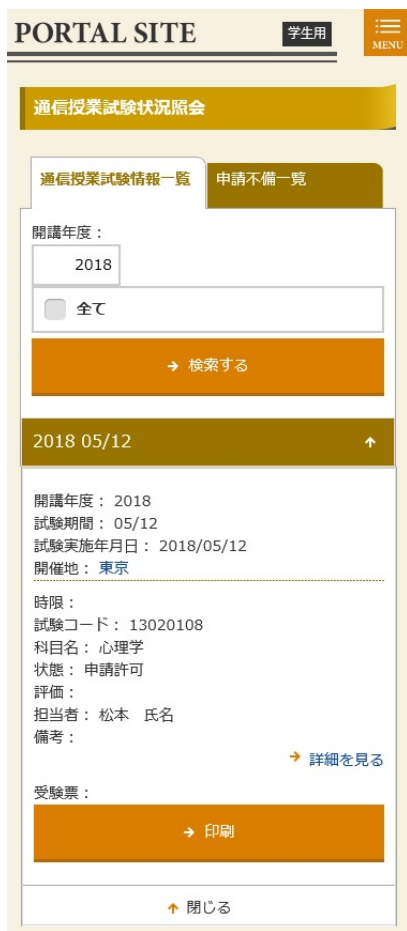 PORTAL SITE
学生用
MENU
通信授業試験状況照会
通信授業試験情報一覧
申請不備一覧
開講年度：
2018
全て
検索する
2018 05/12
開講年度： 2018
試験期間： 05/12
試験実施年月日： 2018/05/12
開催地： 東京
時限：
試験コード： 13020108
科目名： 心理学
状態： 申請許可
評価：
担当者： 松本　氏名
備考：
詳細を見る
受験票：
印刷
閉じる